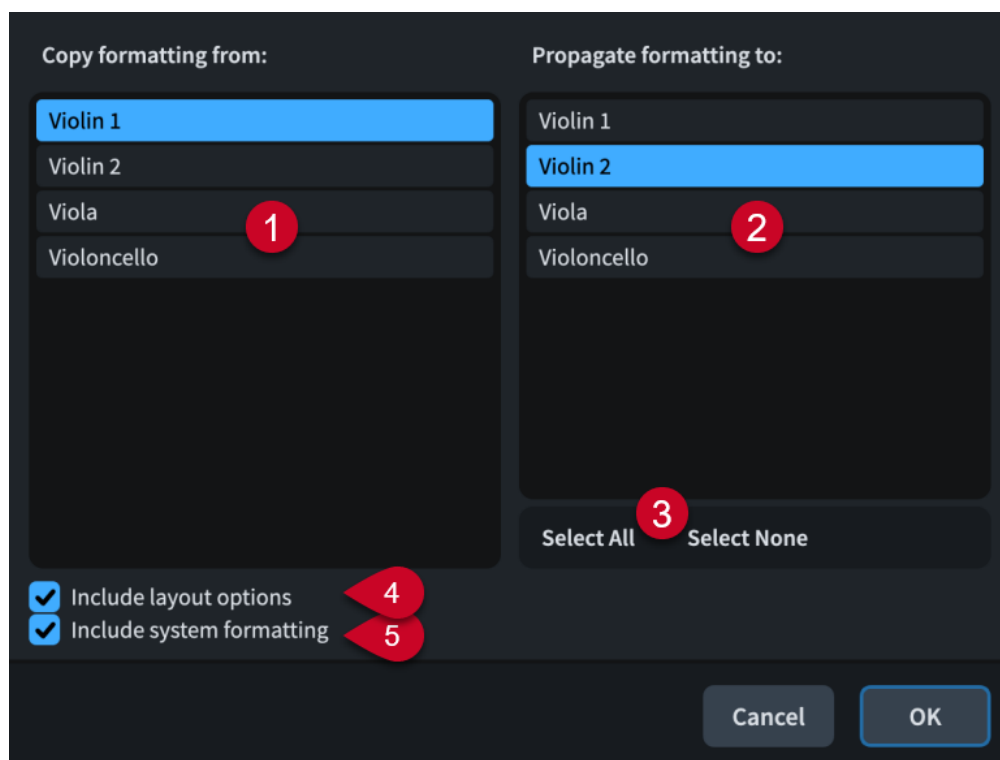 Copy formatting from:
Violin 1
Violin 2
Viola
Violoncello
1
Propagate formatting to:
Violin 1
Violin 2
Viola
Violoncello
2
Select All
3
Select None
Include layout options
4
Include system formatting
5
Cancel
OK